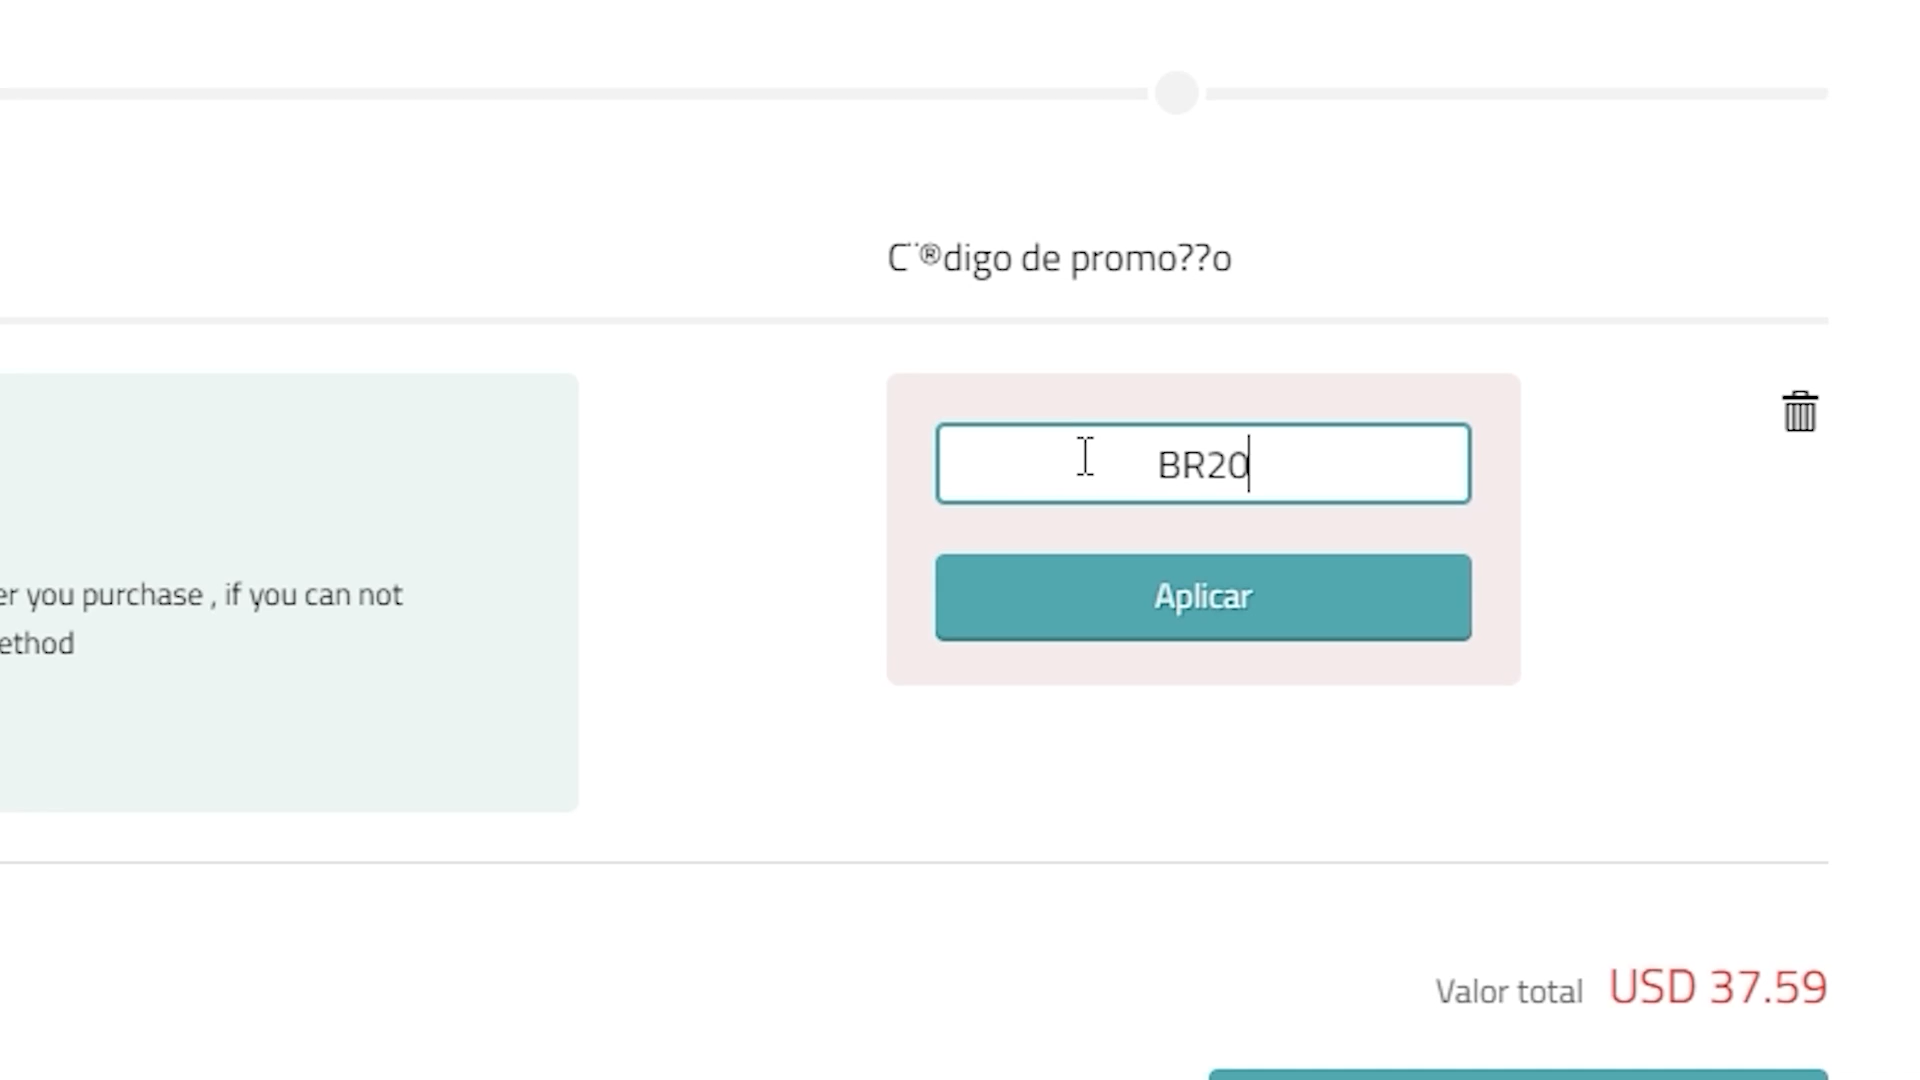 C¨®digo de promo??o
BR20
Aplicar
er you purchase , if you can not
ethod
Valor total USD 37.59